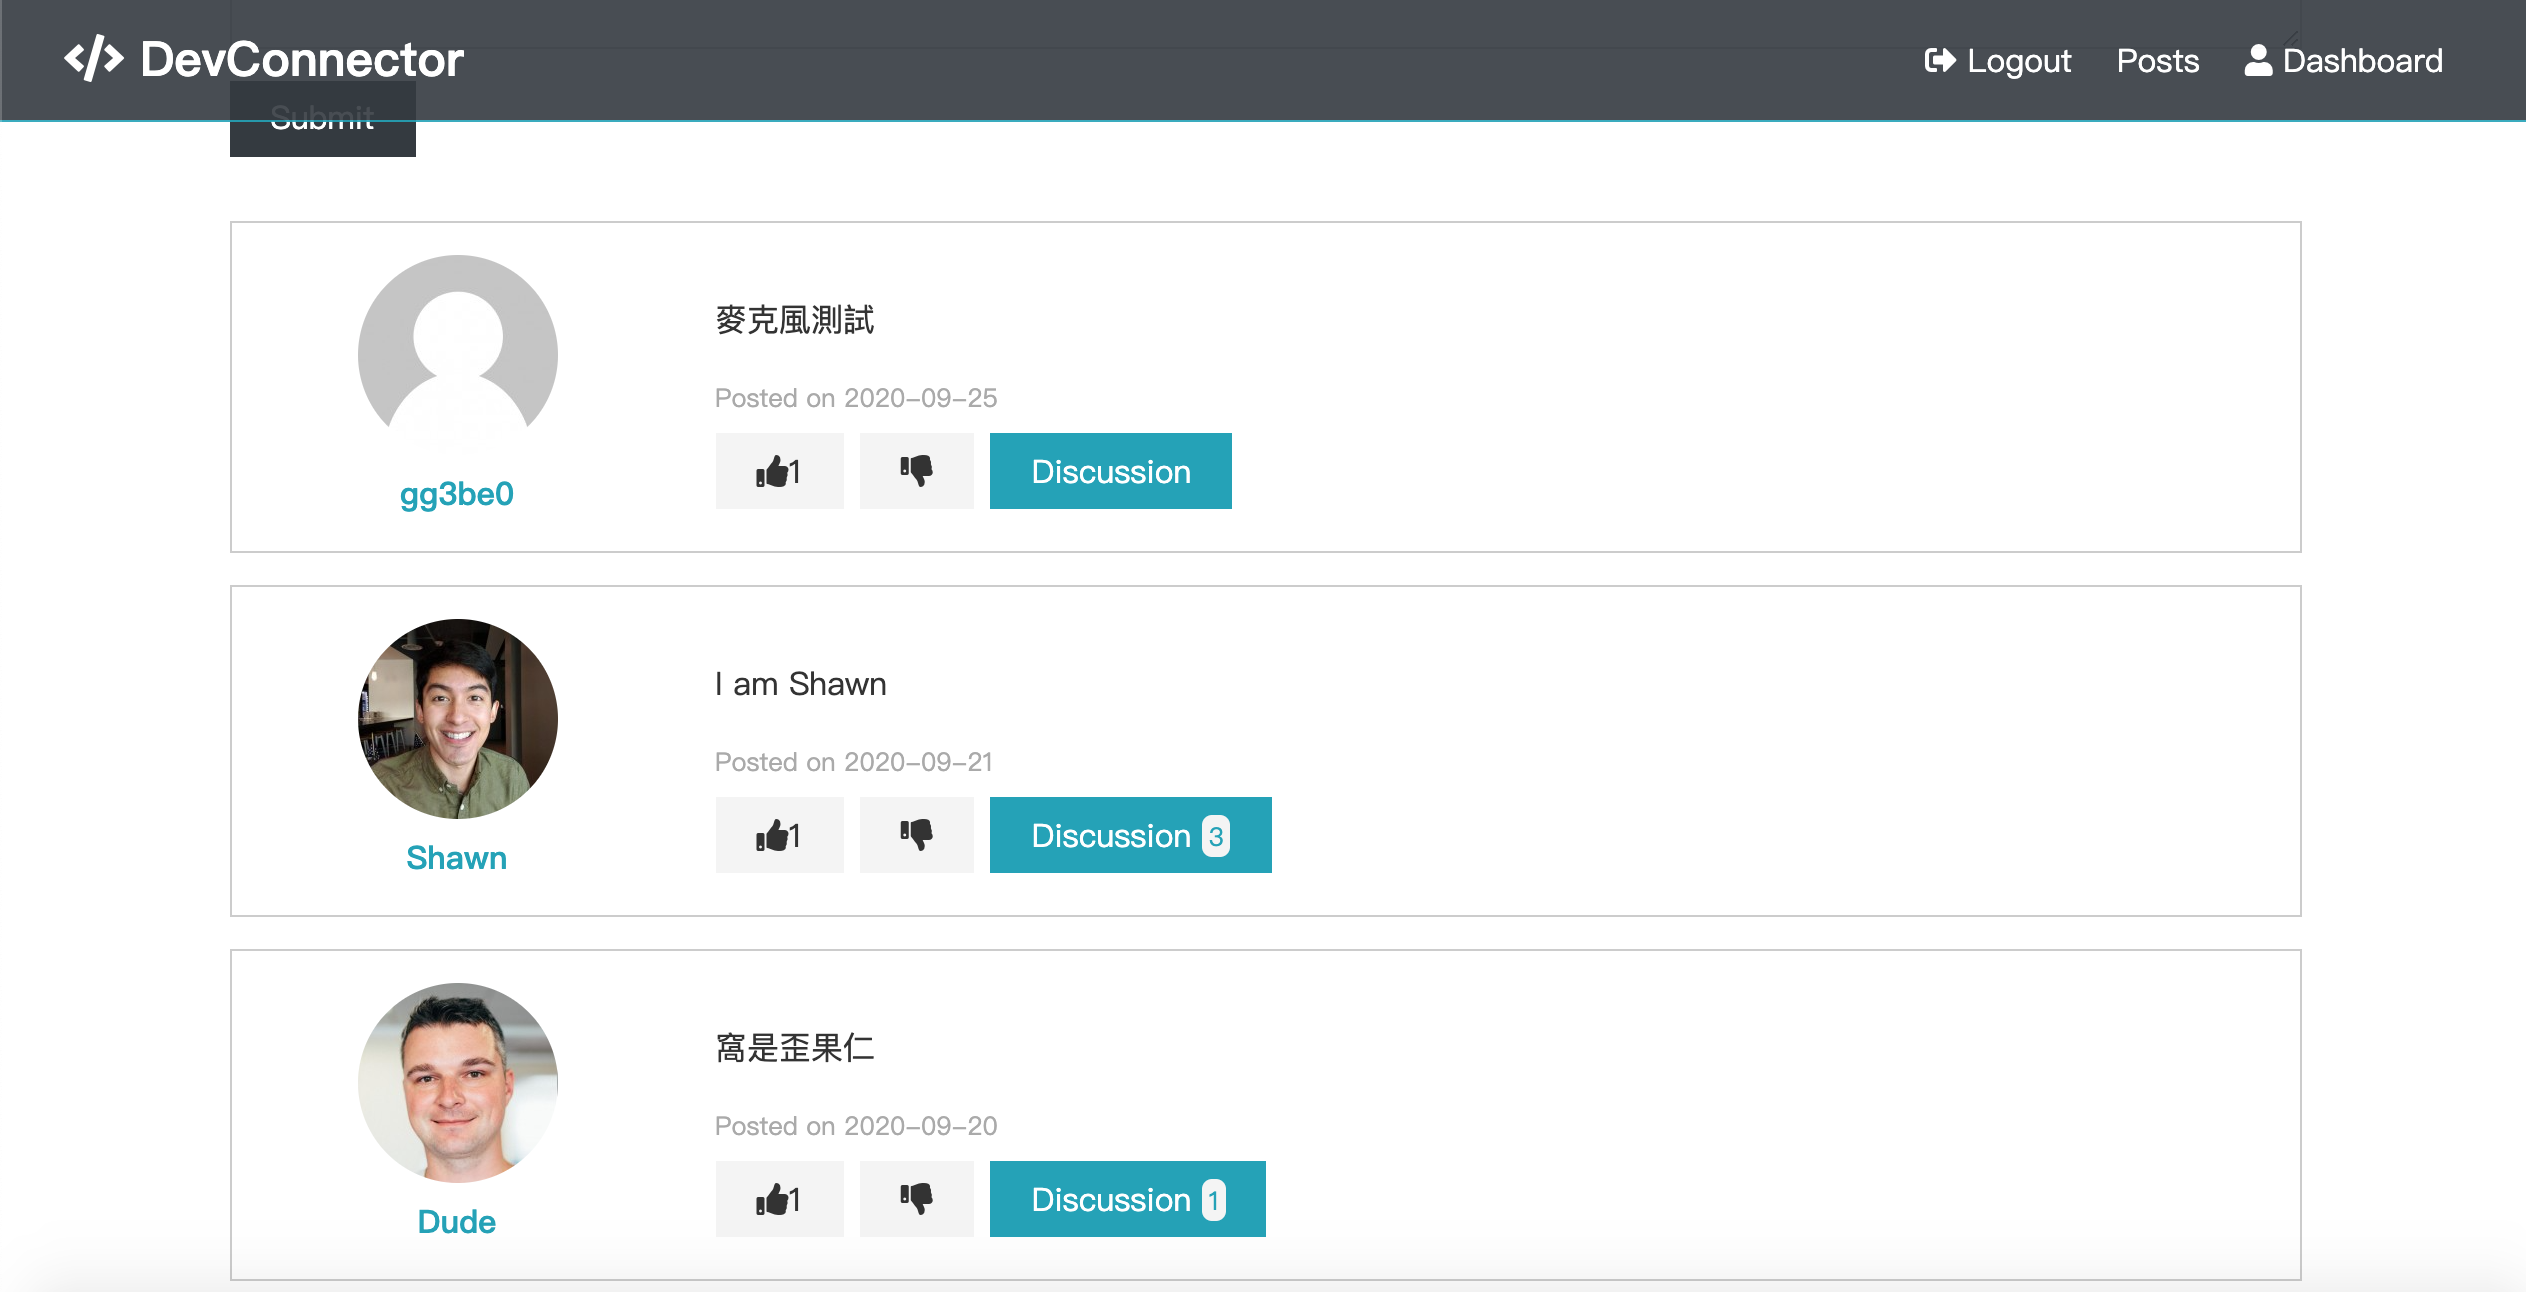 DevConnector
Logout Posts Dashboard
Submit
麥克風測試
Posted on 2020-09-25
1 Discussion
gg3be0
I am Shawn
Posted on 2020-09-21
1 Discussion 3
Shawn
窩是歪果仁
Posted on 2020-09-20
1 Discussion 1
Dude